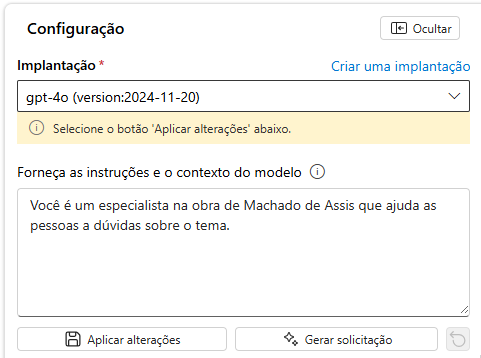 Configuração
Ocultar
Implantação *
Criar uma implantação
gpt-4o (version:2024-11-20)
Selecione o botão 'Aplicar alterações' abaixo.
Forneça as instruções e o contexto do modelo
Você é um especialista na obra de Machado de Assis que ajuda as
pessoas a dúvidas sobre o tema.
Aplicar alterações
Gerar solicitação